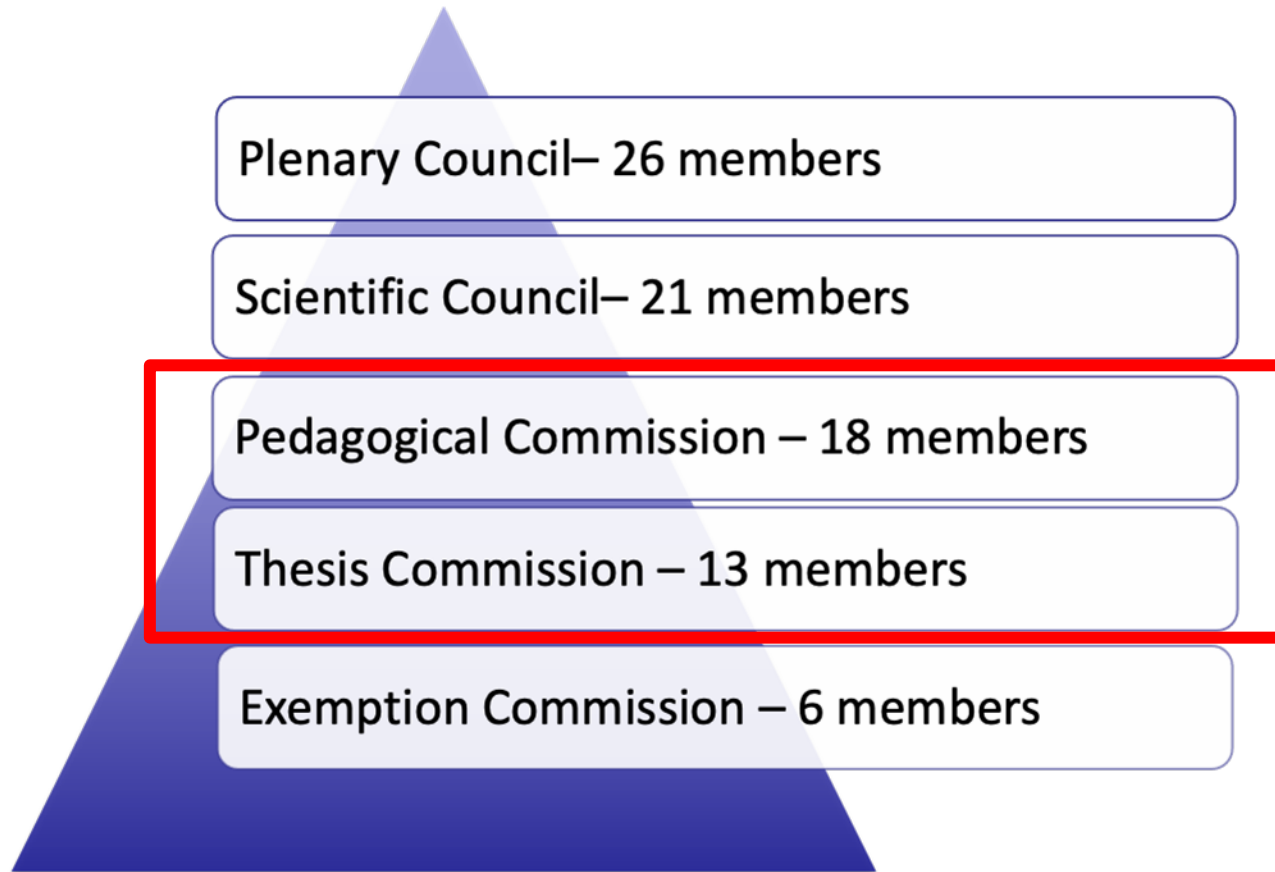 Plenary Council– 26 members
Scientific Council– 21 members
Pedagogical Commission – 18 members
Thesis Commission – 13 members
Exemption Commission – 6 members